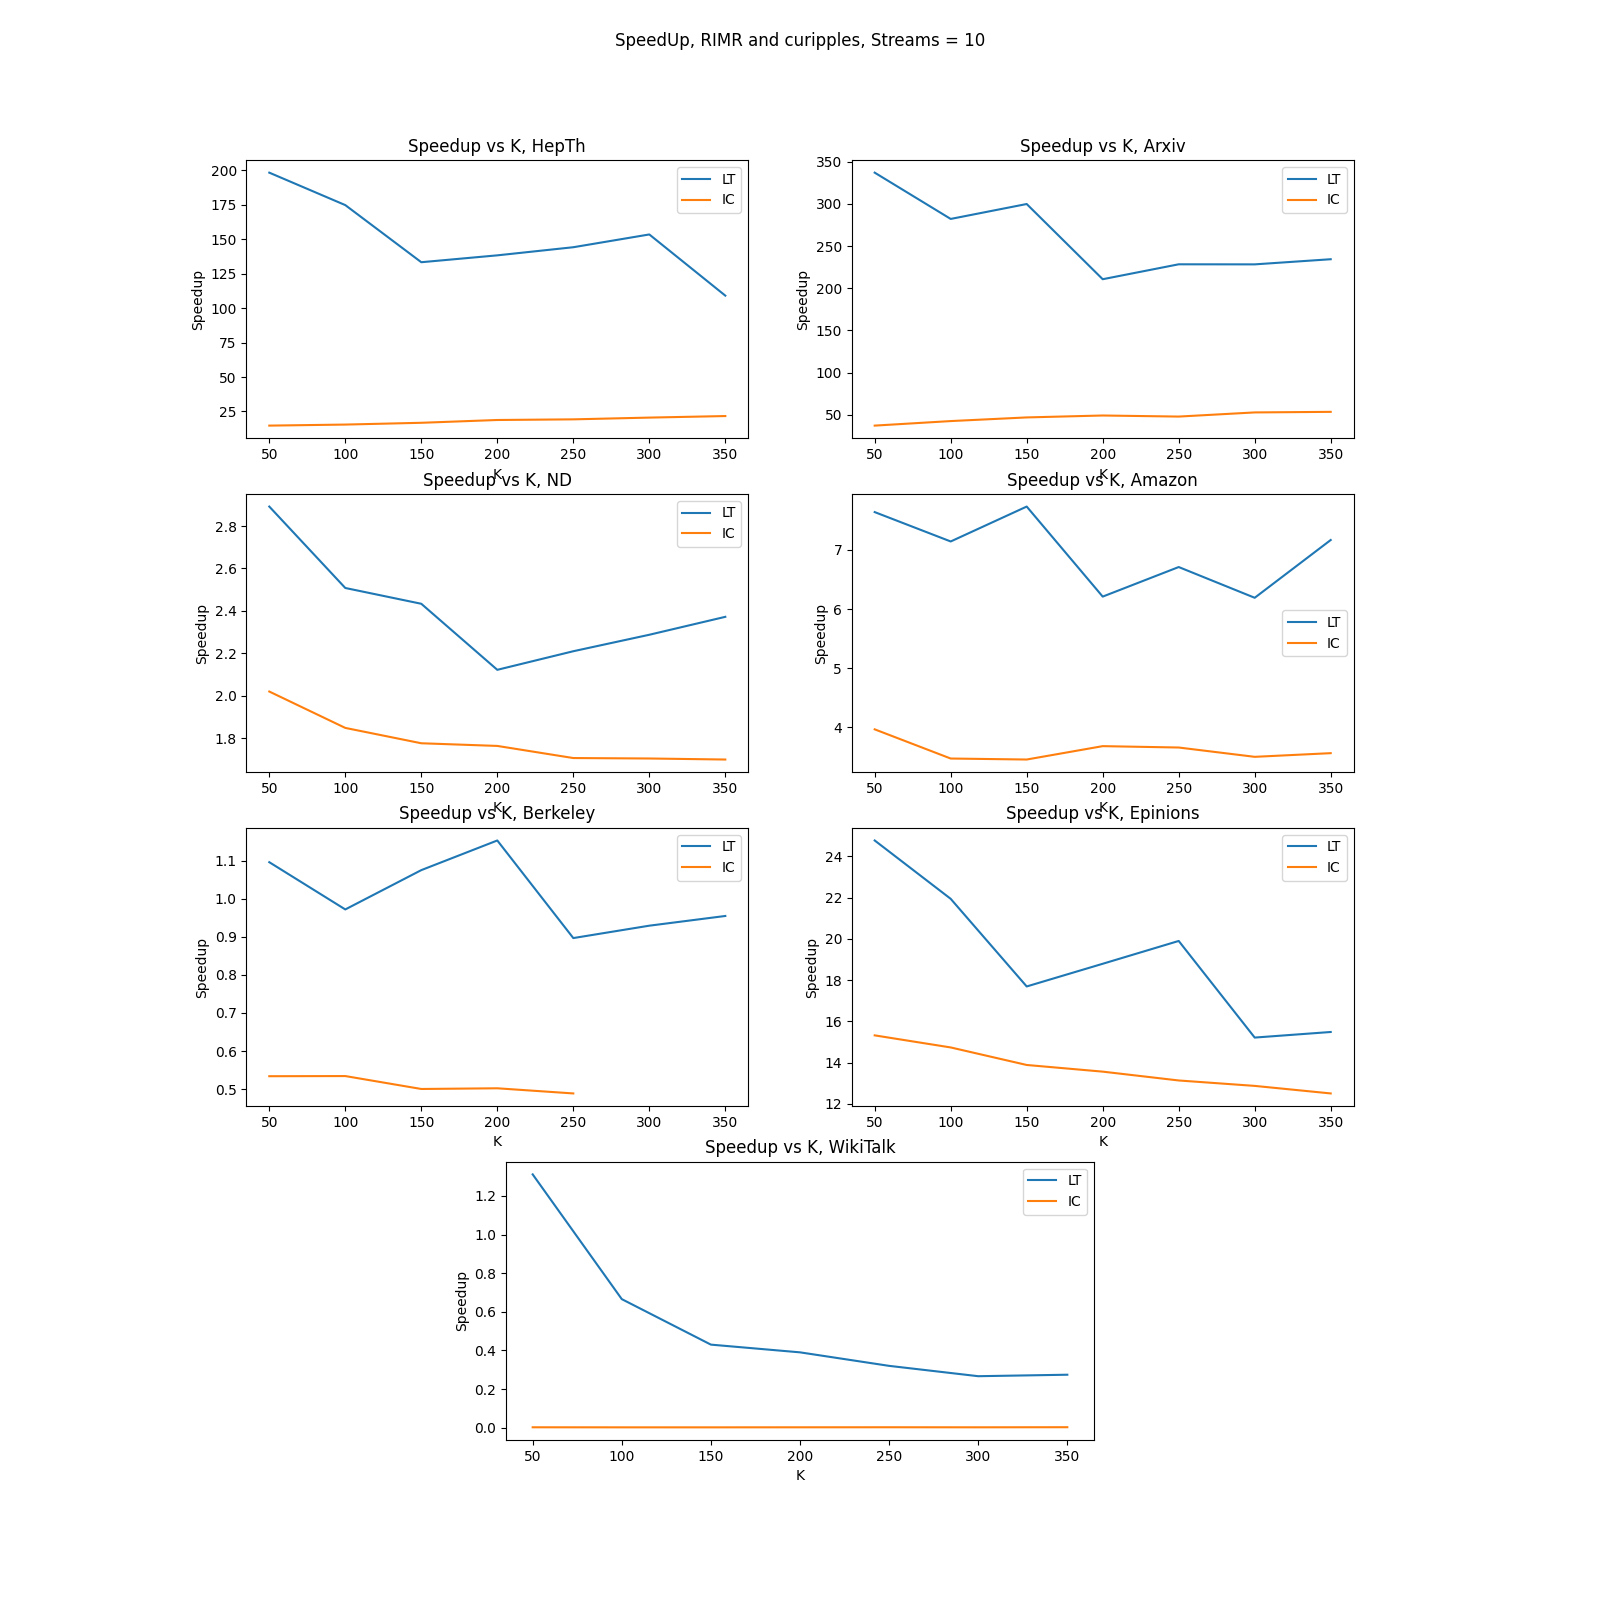 SpeedUp, RIMR and curipples, Streams = 10
Speedup vs K, HepTh
200
175
150
125
100
75
50
25
Speedup
LT
IC
50 100 150 200 250 300 350
K
Speedup vs K, Arxiv
350
300
250
200
150
100
50
Speedup
LT
IC
50 100 150 200 250 300 350
K
Speedup vs K, ND
2.8
2.6
2.4
2.2
2.0
1.8
Speedup
LT
IC
50 100 150 200 250 300 350
K
Speedup vs K, Amazon
7
6
5
4
Speedup
LT
IC
50 100 150 200 250 300 350
K
Speedup vs K, Berkeley
1.1
1.0
0.9
0.8
0.7
0.6
0.5
Speedup
LT
IC
50 100 150 200 250 300 350
K
Speedup vs K, Epinions
24
22
20
18
16
14
12
Speedup
LT
IC
50 100 150 200 250 300 350
K
Speedup vs K, WikiTalk
1.2
1.0
0.8
0.6
0.4
0.2
0.0
Speedup
LT
IC
50 100 150 200 250 300 350
K